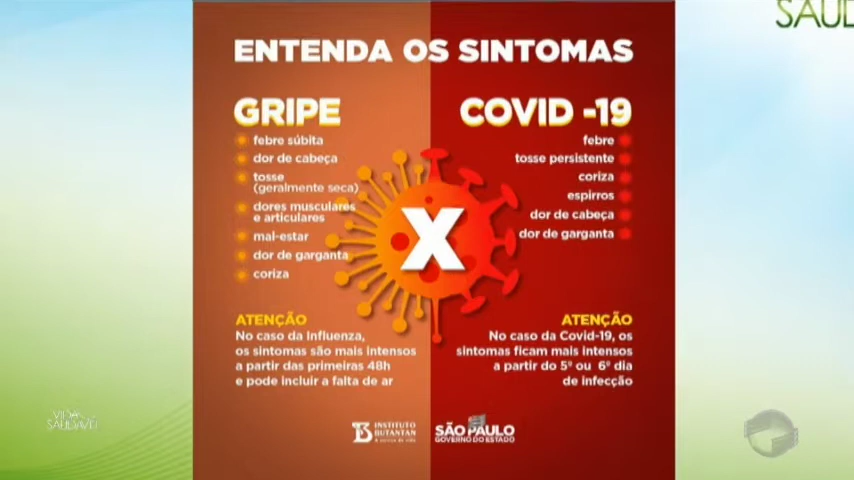 SAUD
ENTENDA OS SINTOMAS
GRIPE
febre súbita
dor de cabeça
tosse
(geralmente seca)
dores musculares
e articulares
mal-estar
dor de garganta
coriza
COVID -19
febre
tosse persistente
coriza
espirros
dor de cabeça
dor de garganta
X
ATENÇÃO
No caso da Influenza,
os sintomas são mais intensos
a partir das primeiras 48h
e pode incluir a falta de ar
ATENÇÃO
No caso da Covid-19, os
sintomas ficam mais intensos
a partir do 5º ou 6º dia
de infecção
VIDA
SAUDÁVEL
INSTITUTO
BUTANTAN
A serviço da vida
SÃO PAULO
GOVERNO DO ESTADO